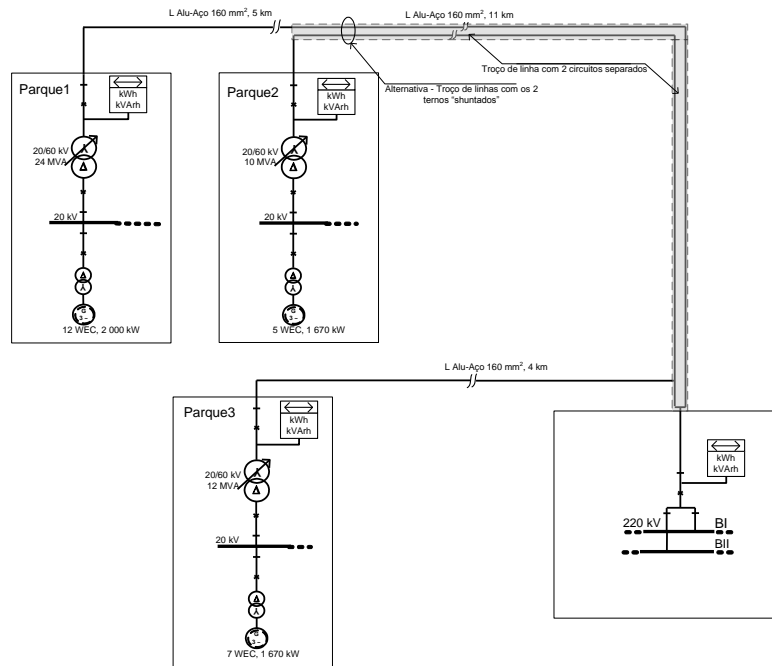 L Alu-Aço 160 mm², 5 km
L Alu-Aço 160 mm², 11 km
Troço de linha com 2 circuitos separados
Alternativa - Troço de linhas com os 2
ternos “shuntados”
Parque1
kWh
kVArh
20/60 kV
24 MVA
20 kV
G
3 ~
12 WEC, 2 000 kW
Parque2
kWh
kVArh
20/60 kV
10 MVA
20 kV
G
3 ~
5 WEC, 1 670 kW
L Alu-Aço 160 mm², 4 km
Parque3
kWh
kVArh
20/60 kV
12 MVA
20 kV
G
3 ~
7 WEC, 1 670 kW
kWh
kVArh
220 kV
BI
BII